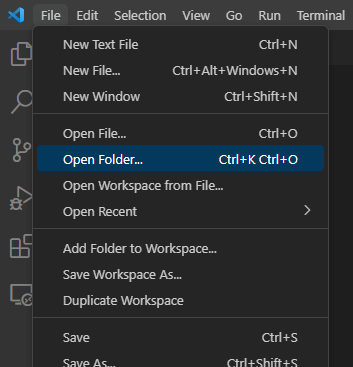 File Edit Selection View Go Run Terminal
New Text File Ctrl+N
New File... Ctrl+Alt+Windows+N
New Window Ctrl+Shift+N
Open File... Ctrl+O
Open Folder... Ctrl+K Ctrl+O
Open Workspace from File...
Open Recent
Add Folder to Workspace...
Save Workspace As...
Duplicate Workspace
Save Ctrl+S
Save As... Ctrl+Shift+S